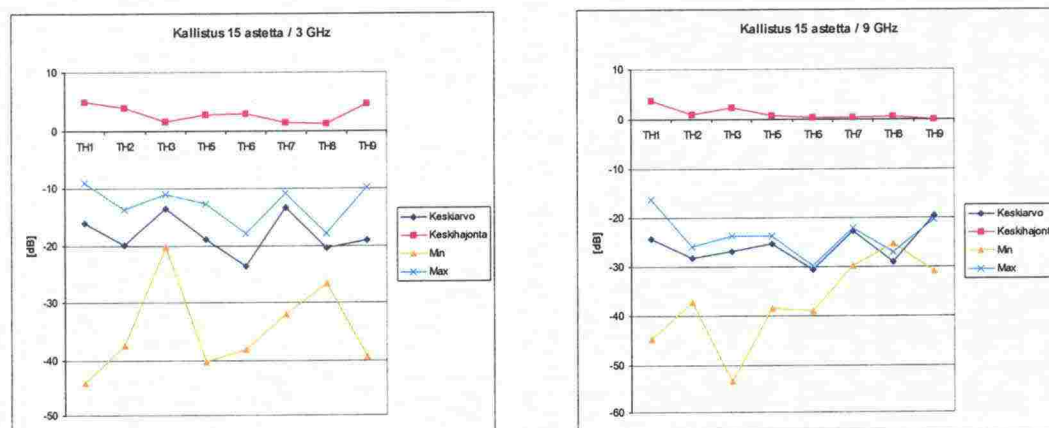 Kallistus 15 astetta / 3 GHz
10
0
-10
-20
-30
-40
-50
[dB]
TH1 TH2 TH3 TH5 TH6 TH7 TH8 TH9
Keskiarvo
Keskihajonta
Min
Max
Kallistus 15 astetta / 9 GHz
10
0
-10
-20
-30
-40
-50
-60
[dB]
TH1 TH2 TH3 TH5 TH6 TH7 TH8 TH9
Keskiarvo
Keskihajonta
Min
Max